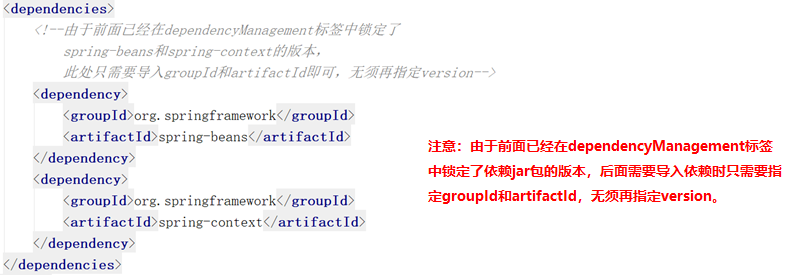 <dependencies>
<!--由于前面已经在dependencyManagement标签中锁定了
spring-beans和spring-context的版本，
此处只需要导入groupId和artifactId即可，无须再指定version-->
<dependency>
<groupId>org.springframework</groupId>
<artifactId>spring-beans</artifactId>
</dependency>
<dependency>
<groupId>org.springframework</groupId>
<artifactId>spring-context</artifactId>
</dependency>
</dependencies>
注意：由于前面已经在dependencyManagement标签
中锁定了依赖jar包的版本，后面需要导入依赖时只需要指
定groupId和artifactId，无须再指定version。